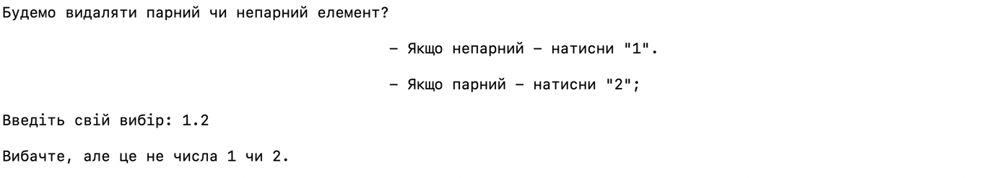 Будемо видаляти парний чи непарний елемент?
– Якщо непарний – натисни "1".
– Якщо парний – натисни "2";
Введіть свій вибір: 1.2
Вибачте, але це не числа 1 чи 2.